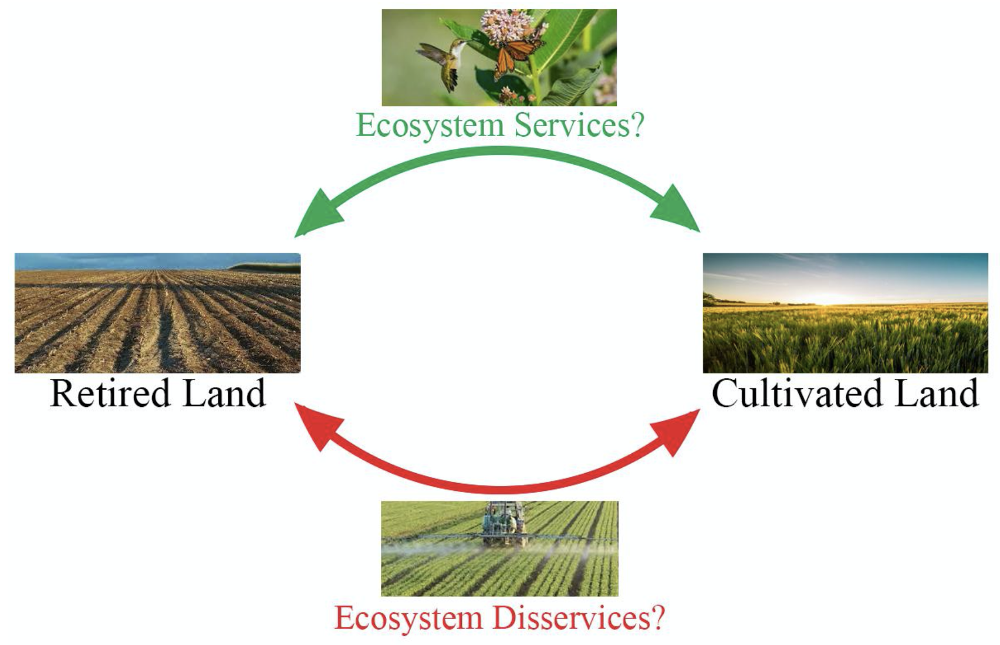 Ecosystem Services?
Retired Land
Cultivated Land
Ecosystem Disservices?